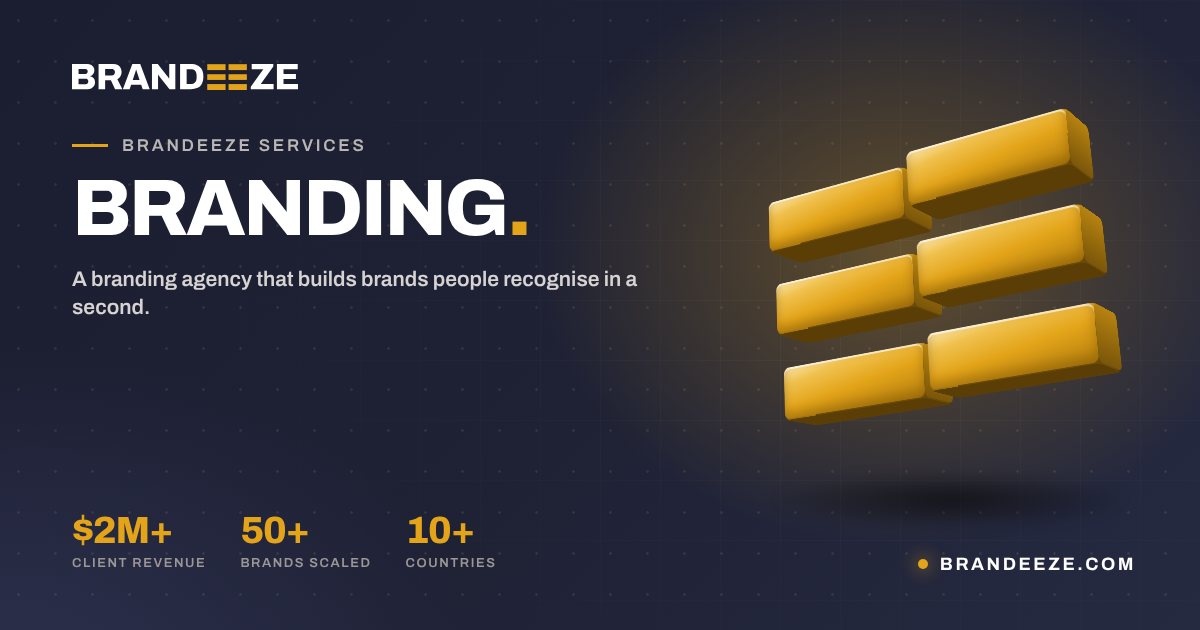 BRANDEEZE
BRANDEEZE SERVICES
BRANDING.
A branding agency that builds brands people recognise in a
second.
$2M+ 50+ 10+
CLIENT REVENUE BRANDS SCALED COUNTRIES
BRANDEEZE.COM